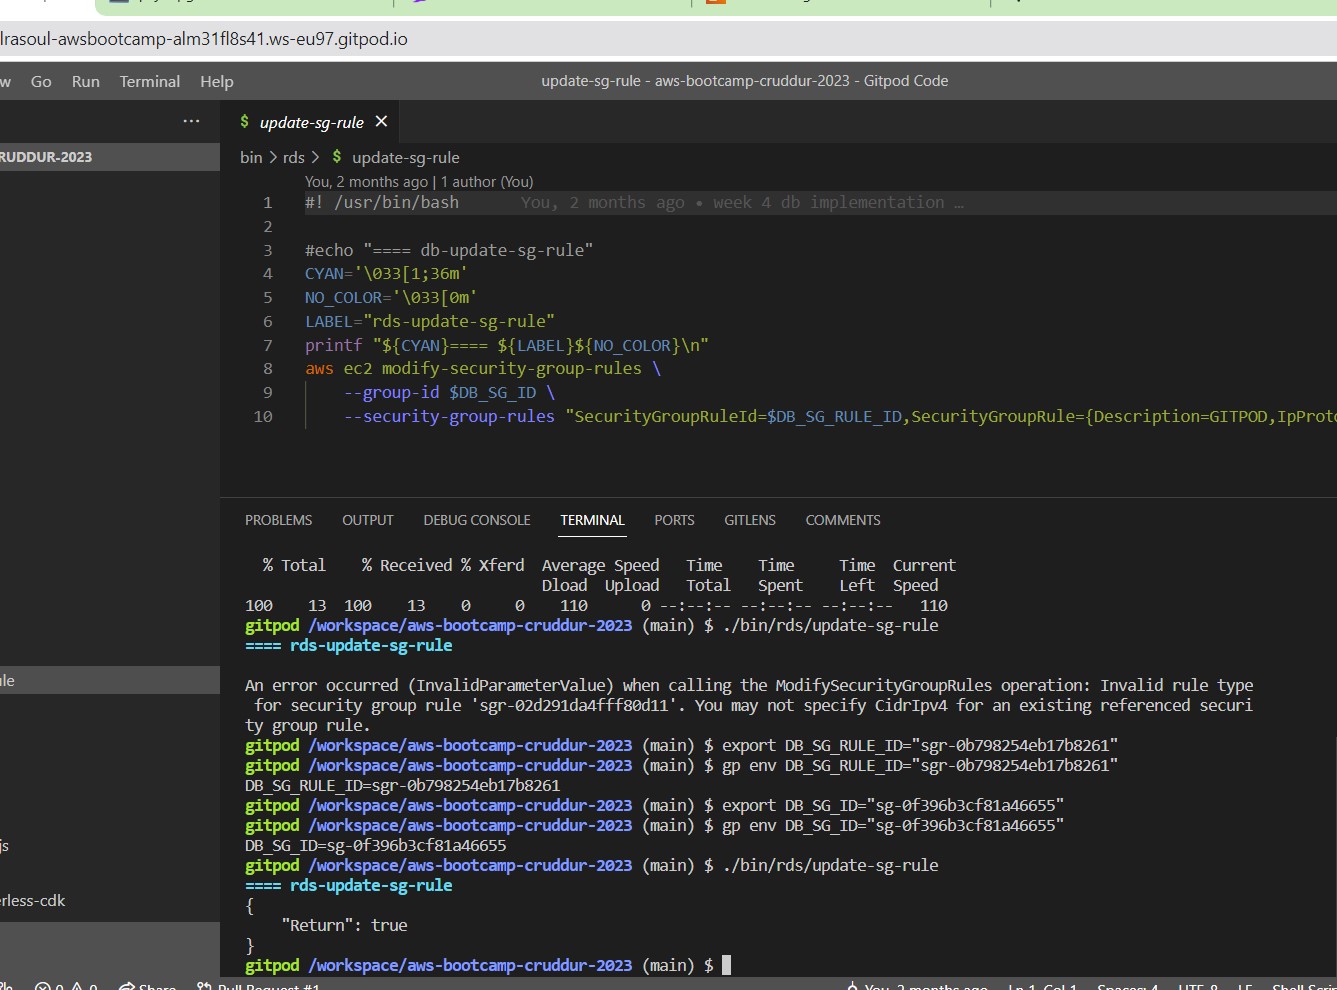 lrasoul-awsbootcamp-alm31fl8s41.ws-eu97.gitpod.io
w Go Run Terminal Help
update-sg-rule - aws-bootcamp-cruddur-2023 - Gitpod Code
...
$ update-sg-rule ×
RUDDUR-2023
bin > rds > $ update-sg-rule
You, 2 months ago | 1 author (You)
1 #! /usr/bin/bash You, 2 months ago • week 4 db implementation …
2
3 #echo "==== db-update-sg-rule"
4 CYAN='\033[1;36m'
5 NO_COLOR='\033[0m'
6 LABEL="rds-update-sg-rule"
7 printf "${CYAN}==== ${LABEL}${NO_COLOR}\n"
8 aws ec2 modify-security-group-rules \
9 --group-id $DB_SG_ID \
10 --security-group-rules "SecurityGroupRuleId=$DB_SG_RULE_ID,SecurityGroupRule={Description=GITPOD,IpProto
PROBLEMS OUTPUT DEBUG CONSOLE TERMINAL PORTS GITLENS COMMENTS
% Total % Received % Xferd Average Speed Time Time Time Current
Dload Upload Total Spent Left Speed
100 13 100 13 0 0 110 0 --:--:-- --:--:-- --:--:-- 110
gitpod /workspace/aws-bootcamp-cruddur-2023 (main) $ ./bin/rds/update-sg-rule
==== rds-update-sg-rule
An error occurred (InvalidParameterValue) when calling the ModifySecurityGroupRules operation: Invalid rule type
for security group rule 'sgr-02d291da4fff80d11'. You may not specify CidrIpv4 for an existing referenced securi
ty group rule.
gitpod /workspace/aws-bootcamp-cruddur-2023 (main) $ export DB_SG_RULE_ID="sgr-0b798254eb17b8261"
gitpod /workspace/aws-bootcamp-cruddur-2023 (main) $ gp env DB_SG_RULE_ID="sgr-0b798254eb17b8261"
DB_SG_RULE_ID=sgr-0b798254eb17b8261
gitpod /workspace/aws-bootcamp-cruddur-2023 (main) $ export DB_SG_ID="sg-0f396b3cf81a46655"
gitpod /workspace/aws-bootcamp-cruddur-2023 (main) $ gp env DB_SG_ID="sg-0f396b3cf81a46655"
DB_SG_ID=sg-0f396b3cf81a46655
gitpod /workspace/aws-bootcamp-cruddur-2023 (main) $ ./bin/rds/update-sg-rule
==== rds-update-sg-rule
{
"Return": true
}
gitpod /workspace/aws-bootcamp-cruddur-2023 (main) $
ule
js
rless-cdk
0 0 Share Pull Request #1
You, 2 months ago Ln 1, Col 1 Spaces: 4 UTF-8 LF Shell Scrip